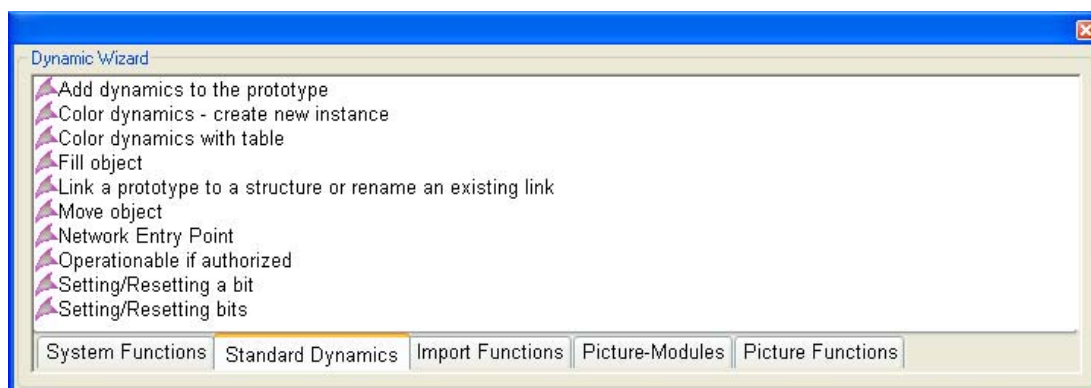 Dynamic Wizard
Add dynamics to the prototype
Color dynamics - create new instance
Color dynamics with table
Fill object
Link a prototype to a structure or rename an existing link
Move object
Network Entry Point
Operationable if authorized
Setting/Resetting a bit
Setting/Resetting bits
System Functions Standard Dynamics Import Functions Picture-Modules Picture Functions